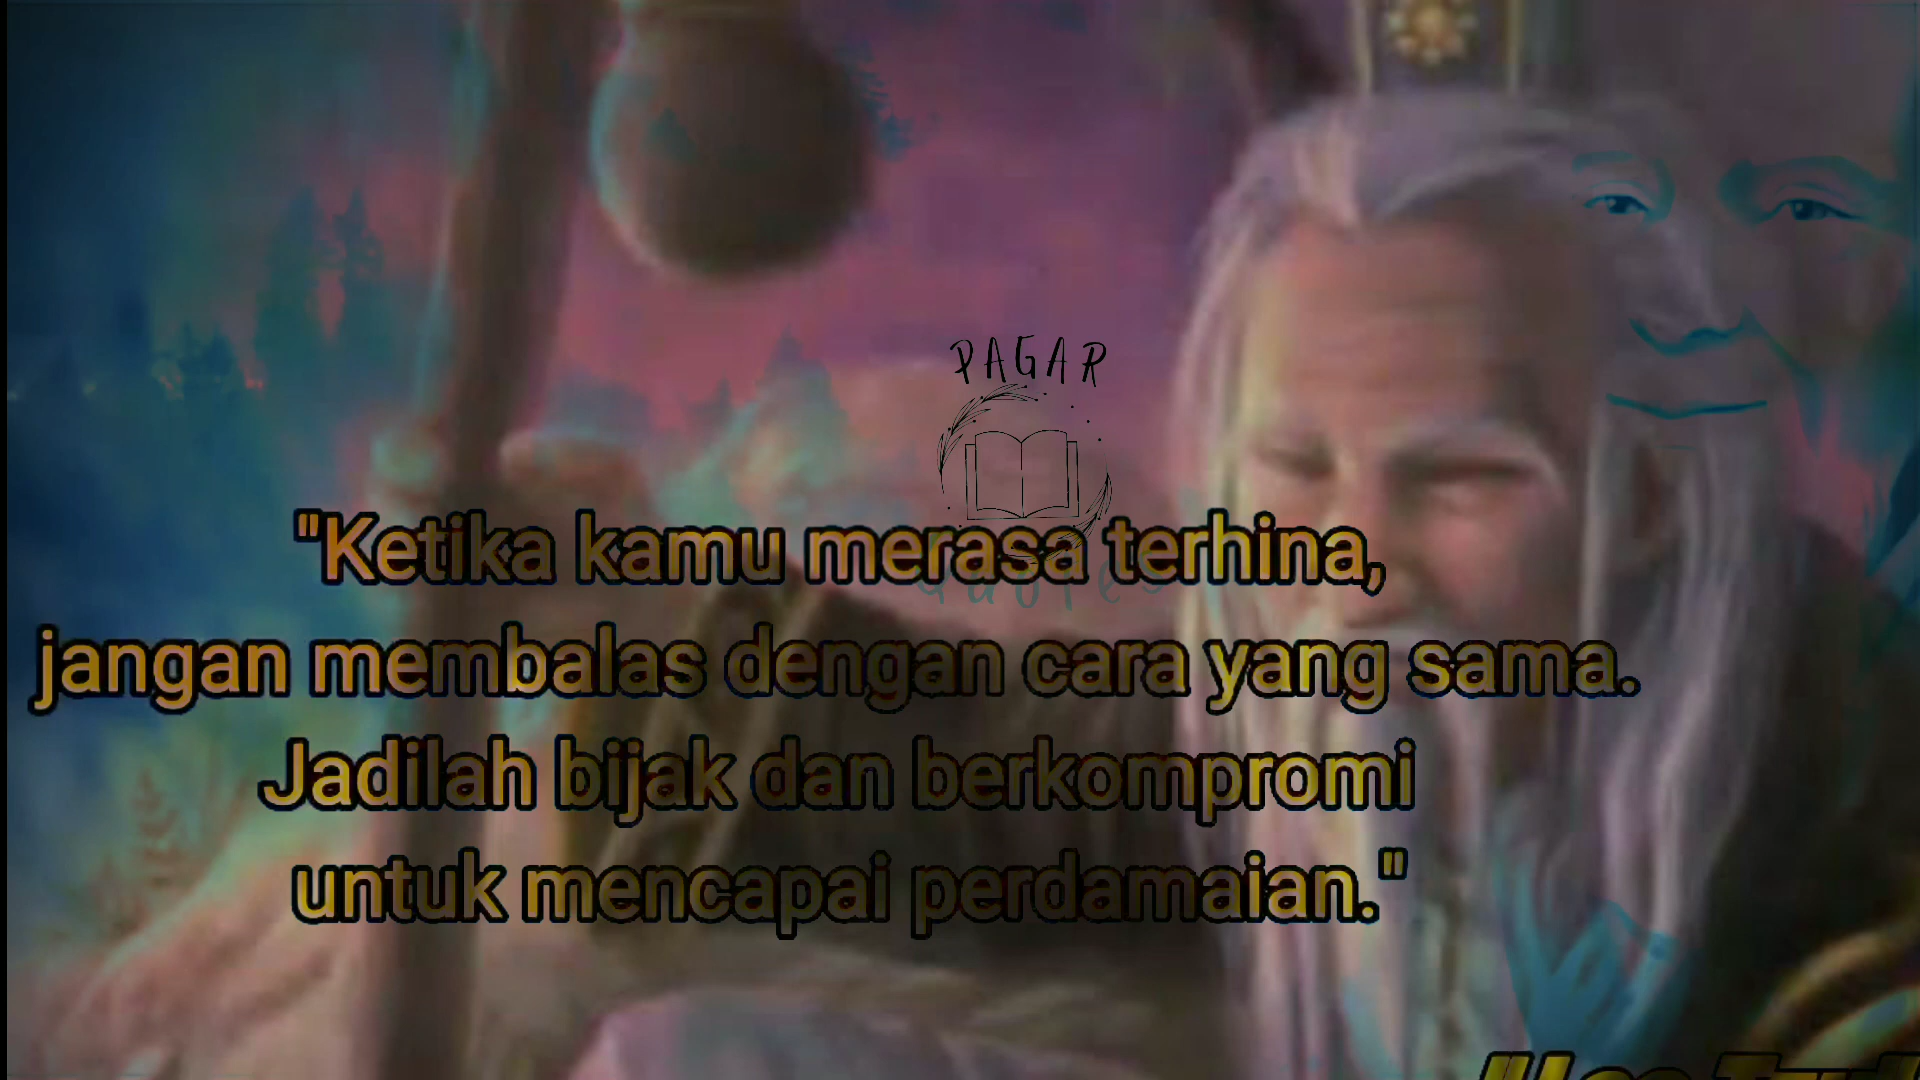 PAGAR
"Ketika kamu merasa terhina,
jangan membalas dengan cara yang sama.
Jadilah bijak dan berkompromi
untuk mencapai perdamaian."